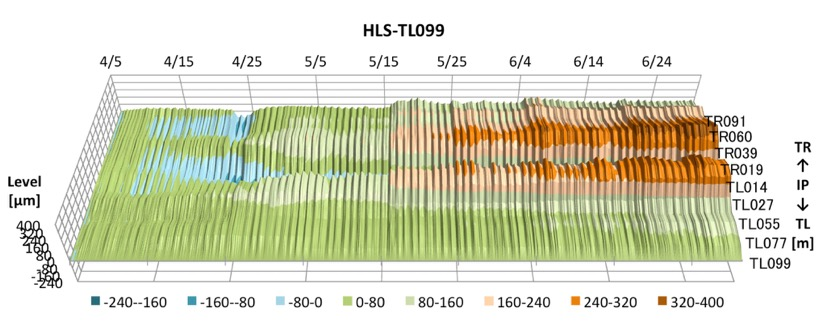 HLS-TL099
4/5 4/15 4/25 5/5 5/15 5/25 6/4 6/14 6/24
TR091
TR060
TR039
TR019
TL014
TL027
TL055
TL077
TL099
TR
↑
IP
↓
TL
[m]
Level
[µm]
400
320
240
160
80
0
-80
-160
-240
-240--160 -160--80 -80-0 0-80 80-160 160-240 240-320 320-400